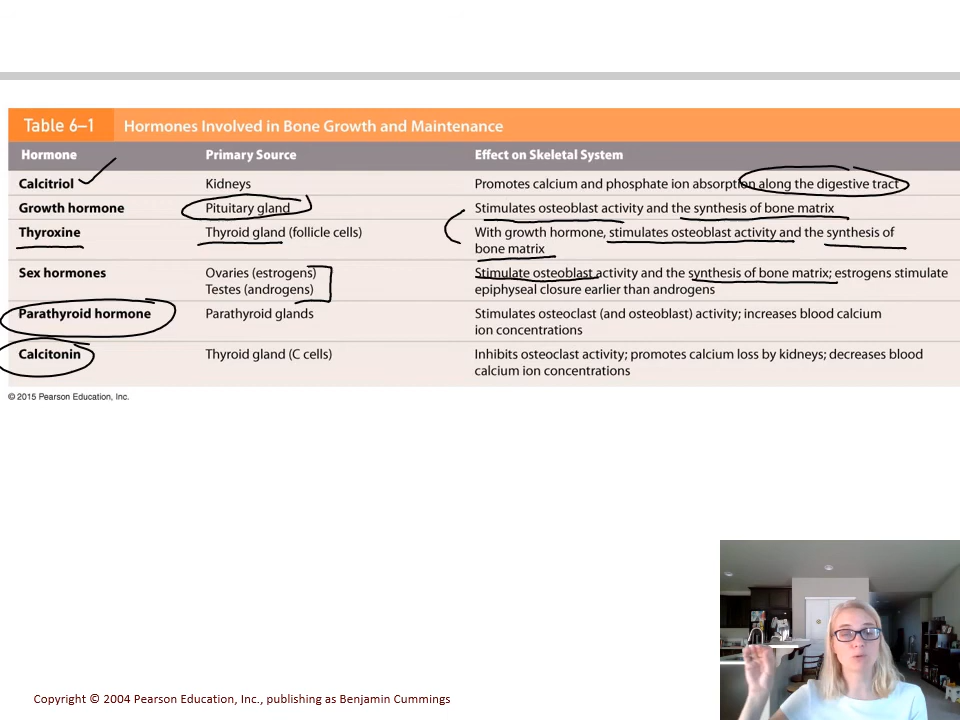 Table 6–1 Hormones Involved in Bone Growth and Maintenance
Hormone Primary Source Effect on Skeletal System
Calcitriol Kidneys Promotes calcium and phosphate ion absorption along the digestive tract
Growth hormone Pituitary gland Stimulates osteoblast activity and the synthesis of bone matrix
Thyroxine Thyroid gland (follicle cells) With growth hormone, stimulates osteoblast activity and the synthesis of
bone matrix
Sex hormones Ovaries (estrogens) Stimulate osteoblast activity and the synthesis of bone matrix; estrogens stimulate
Testes (androgens) epiphyseal closure earlier than androgens
Parathyroid hormone Parathyroid glands Stimulates osteoclast (and osteoblast) activity; increases blood calcium
ion concentrations
Calcitonin Thyroid gland (C cells) Inhibits osteoclast activity; promotes calcium loss by kidneys; decreases blood
calcium ion concentrations
© 2015 Pearson Education, Inc.
Copyright © 2004 Pearson Education, Inc., publishing as Benjamin Cummings